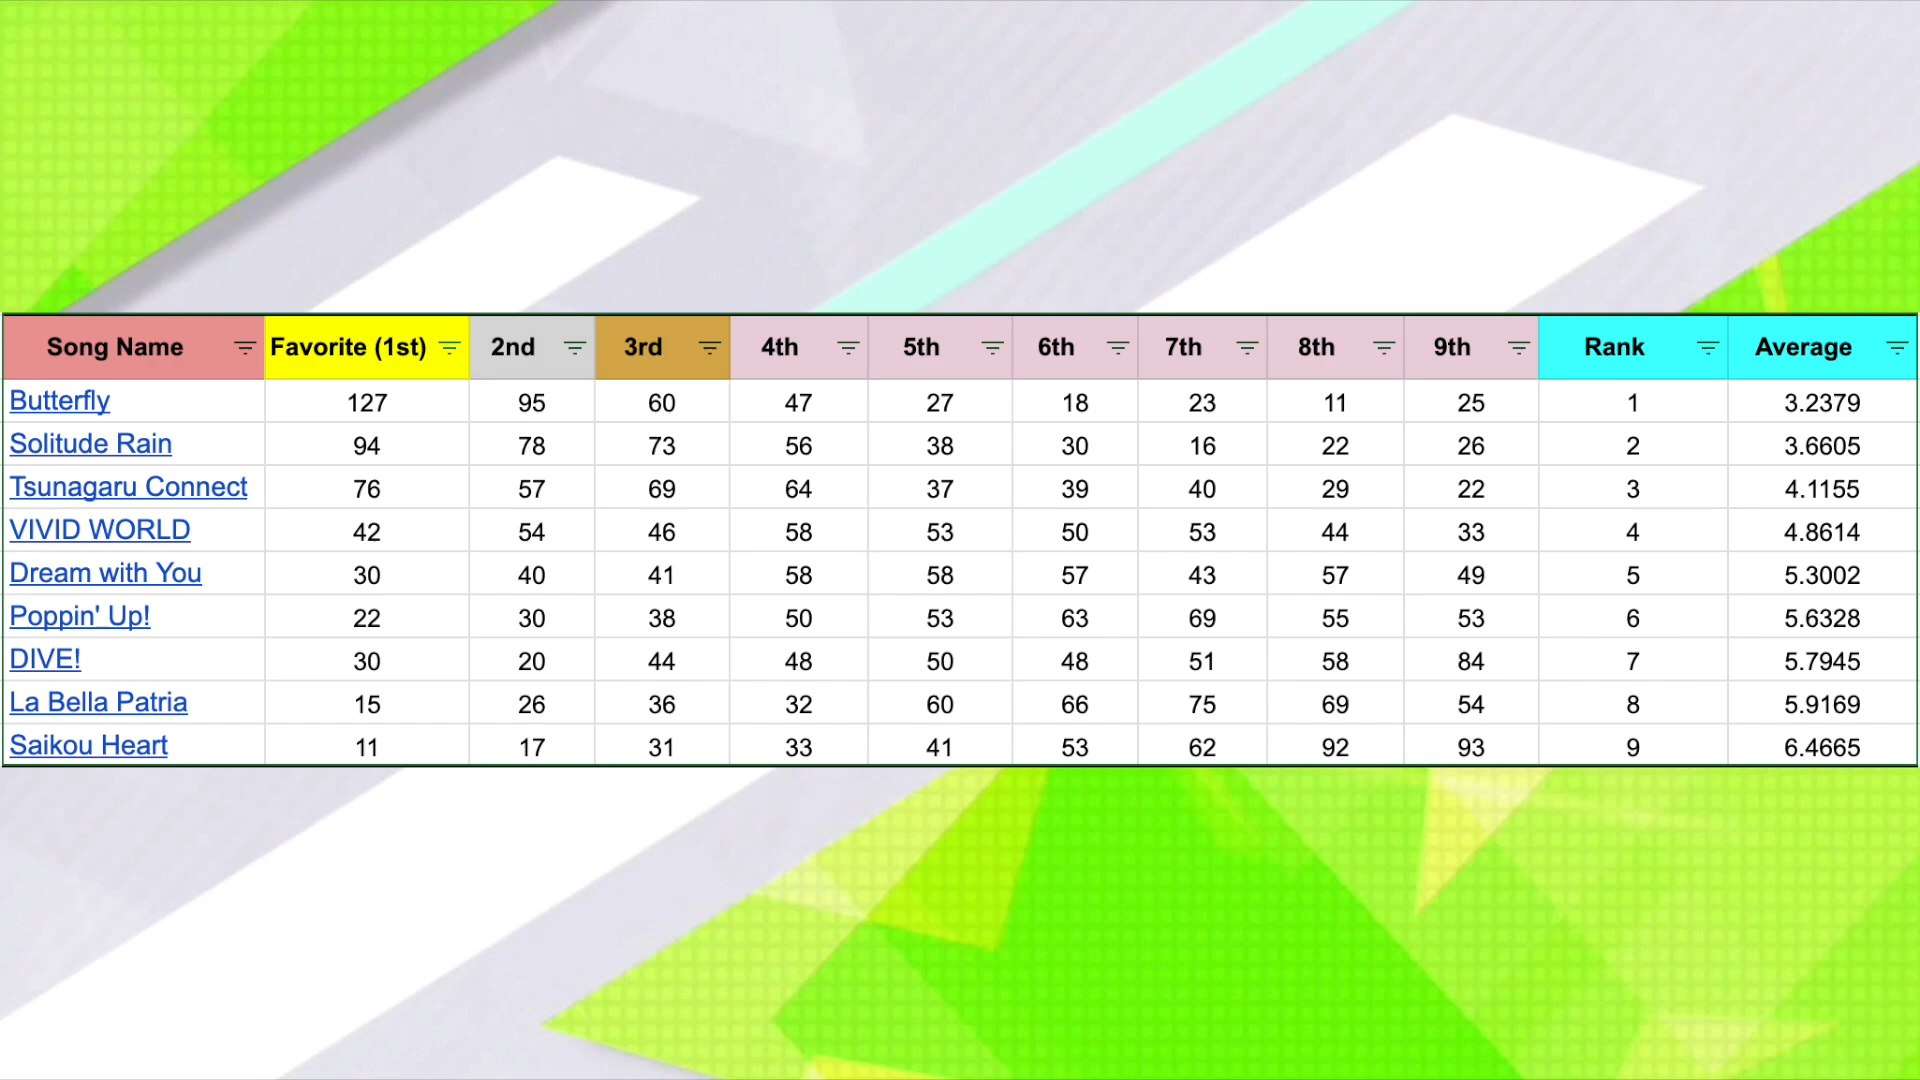 Song Name Favorite (1st) 2nd 3rd 4th 5th 6th 7th 8th 9th Rank Average
Butterfly 127 95 60 47 27 18 23 11 25 1 3.2379
Solitude Rain 94 78 73 56 38 30 16 22 26 2 3.6605
Tsunagaru Connect 76 57 69 64 37 39 40 29 22 3 4.1155
VIVID WORLD 42 54 46 58 53 50 53 44 33 4 4.8614
Dream with You 30 40 41 58 58 57 43 57 49 5 5.3002
Poppin' Up! 22 30 38 50 53 63 69 55 53 6 5.6328
DIVE! 30 20 44 48 50 48 51 58 84 7 5.7945
La Bella Patria 15 26 36 32 60 66 75 69 54 8 5.9169
Saikou Heart 11 17 31 33 41 53 62 92 93 9 6.4665